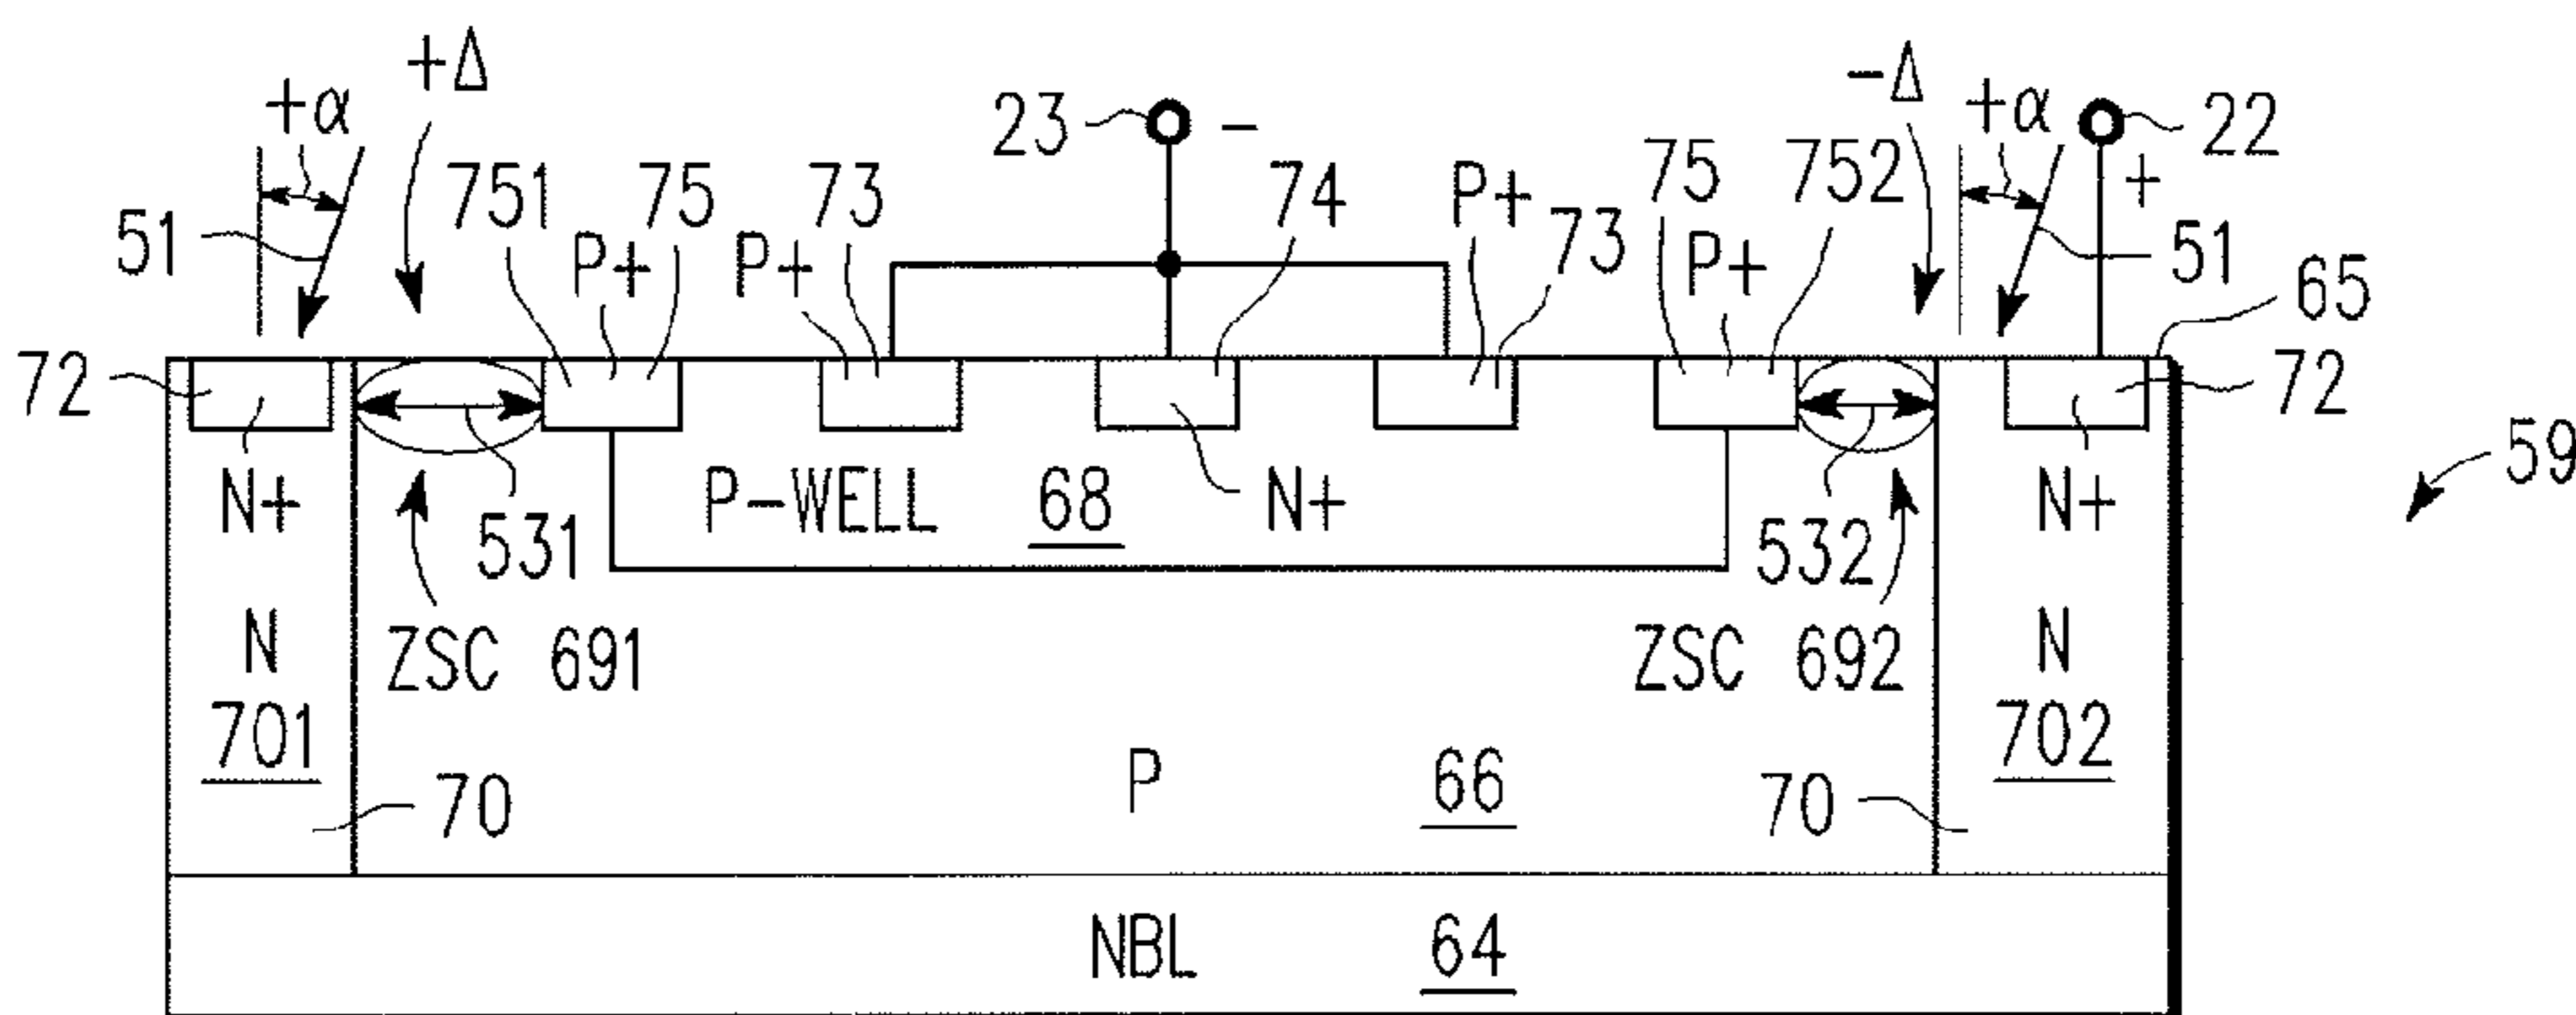 +Δ
-Δ
+α
+α
23
-
22
751
75
73
74
P+
75
752
+
51
P+
P+
73
P+
51
65
72
P+
P+
P+
72
N+
531
P-WELL
68
N+
532
N+
59
N
701
ZSC 691
ZSC 692
N
702
70
P
66
70
NBL
64